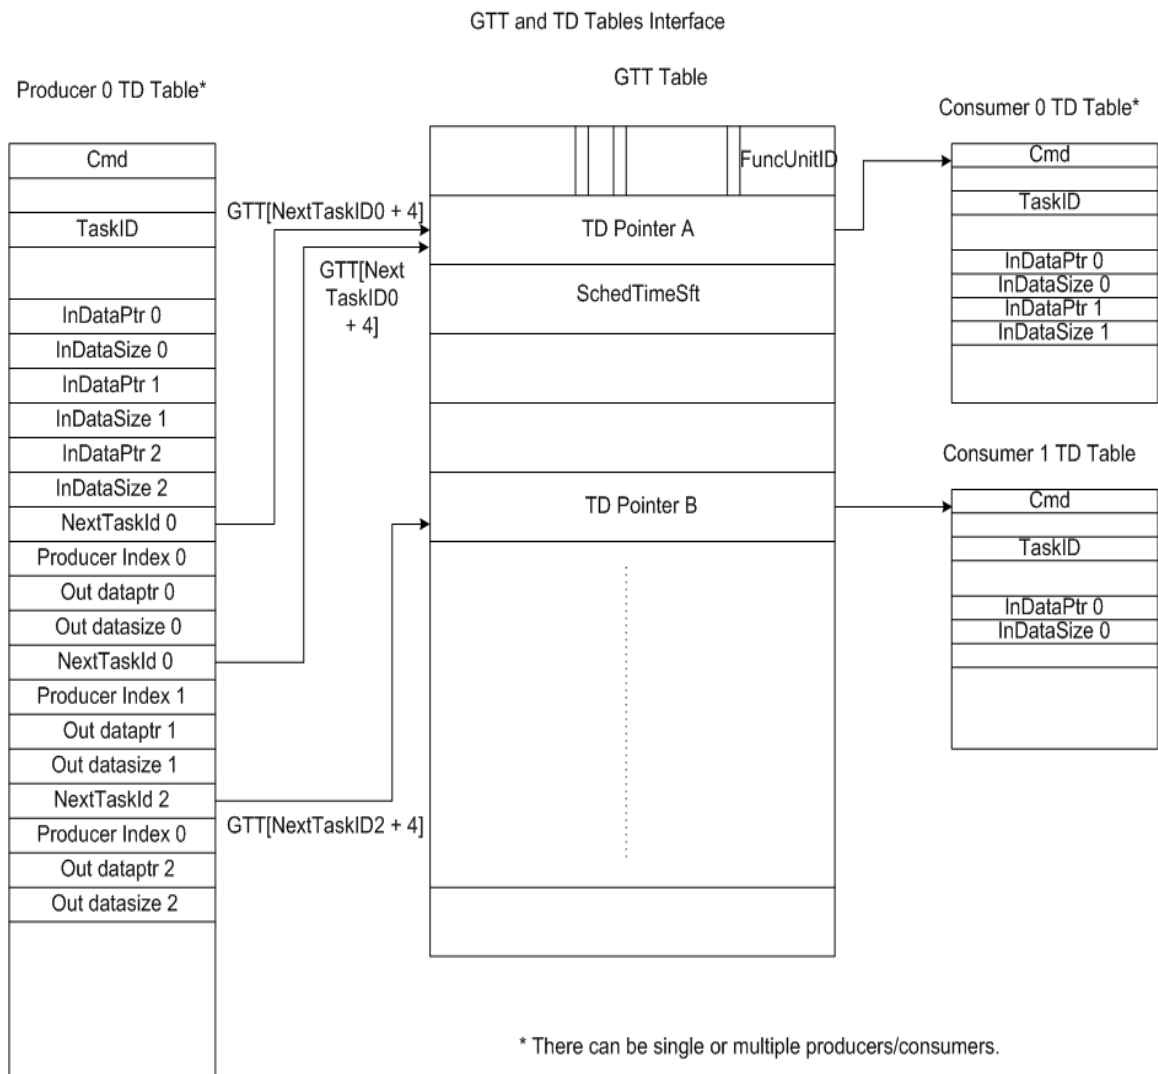 GTT and TD Tables Interface
Producer 0 TD Table*
Cmd
TaskID
InDataPtr 0
InDataSize 0
InDataPtr 1
InDataSize 1
InDataPtr 2
InDataSize 2
NextTaskId 0
Producer Index 0
Out dataptr 0
Out datasize 0
NextTaskId 0
Producer Index 1
Out dataptr 1
Out datasize 1
NextTaskId 2
Producer Index 0
Out dataptr 2
Out datasize 2
GTT[NextTaskID0 + 4]
GTT[Next
TaskID0
+ 4]
GTT[NextTaskID2 + 4]
GTT Table
FuncUnitID
TD Pointer A
SchedTimeSft
TD Pointer B
Consumer 0 TD Table*
Cmd
TaskID
InDataPtr 0
InDataSize 0
InDataPtr 1
InDataSize 1
Consumer 1 TD Table
Cmd
TaskID
InDataPtr 0
InDataSize 0
* There can be single or multiple producers/consumers.